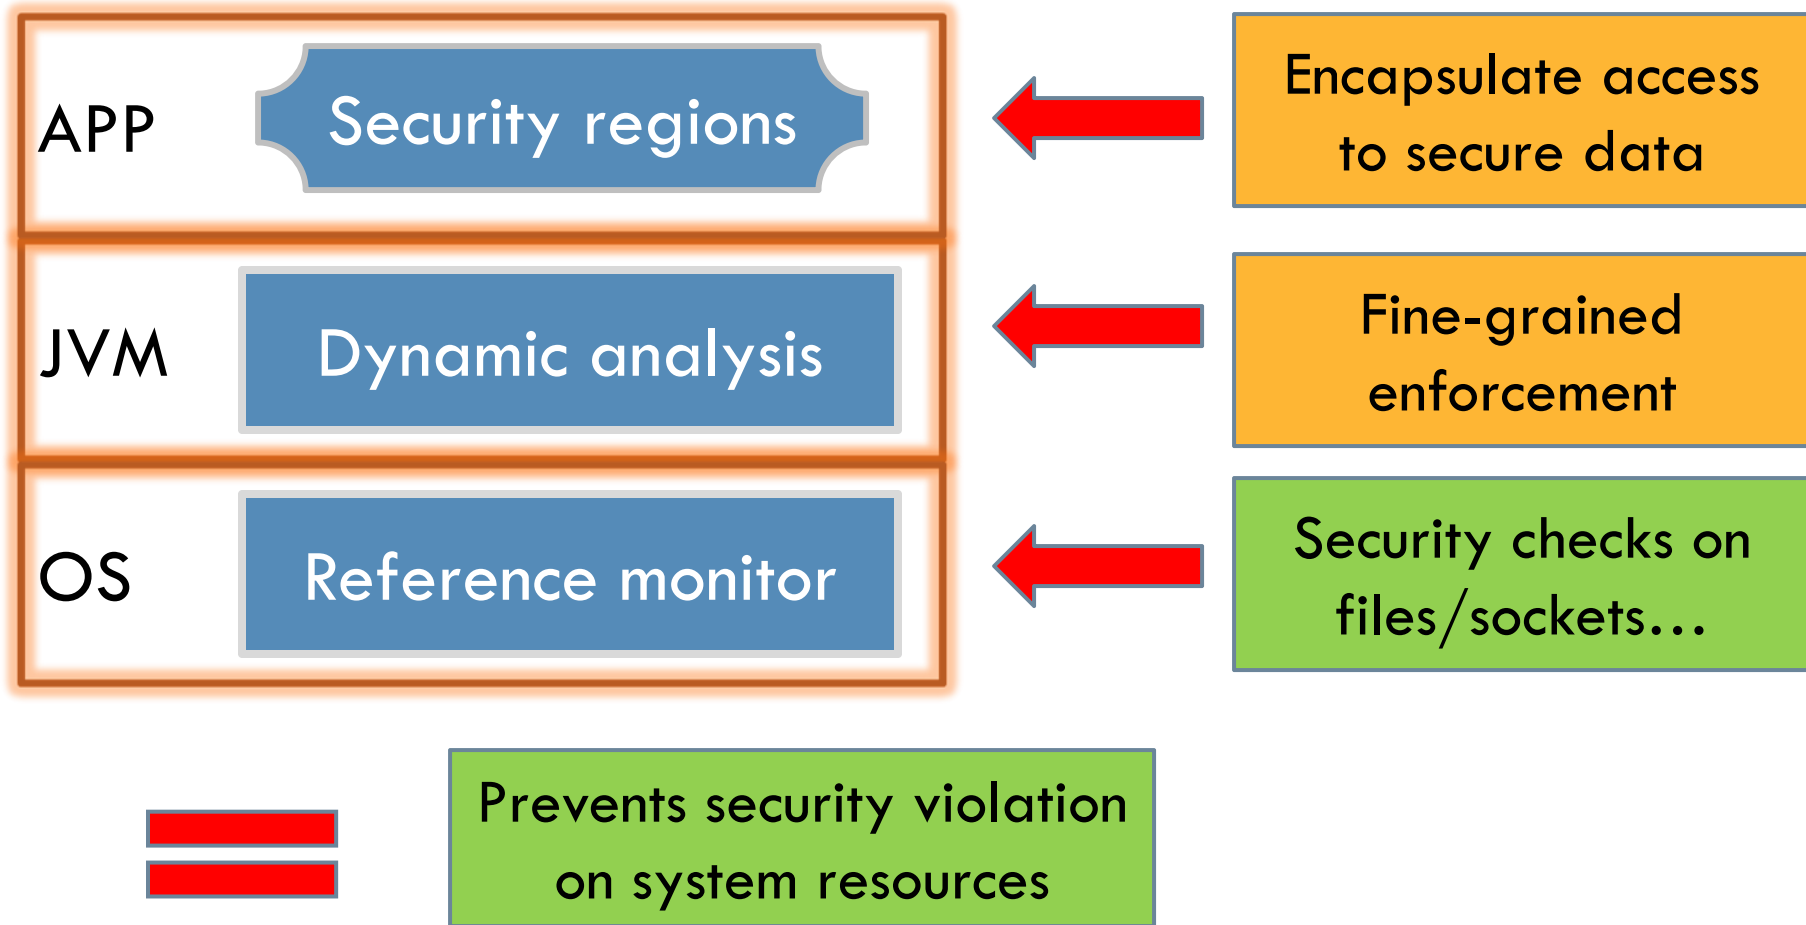 APP
Security regions
Encapsulate access
to secure data
JVM
Dynamic analysis
Fine-grained
enforcement
OS
Reference monitor
Security checks on
files/sockets…
Prevents security violation
on system resources